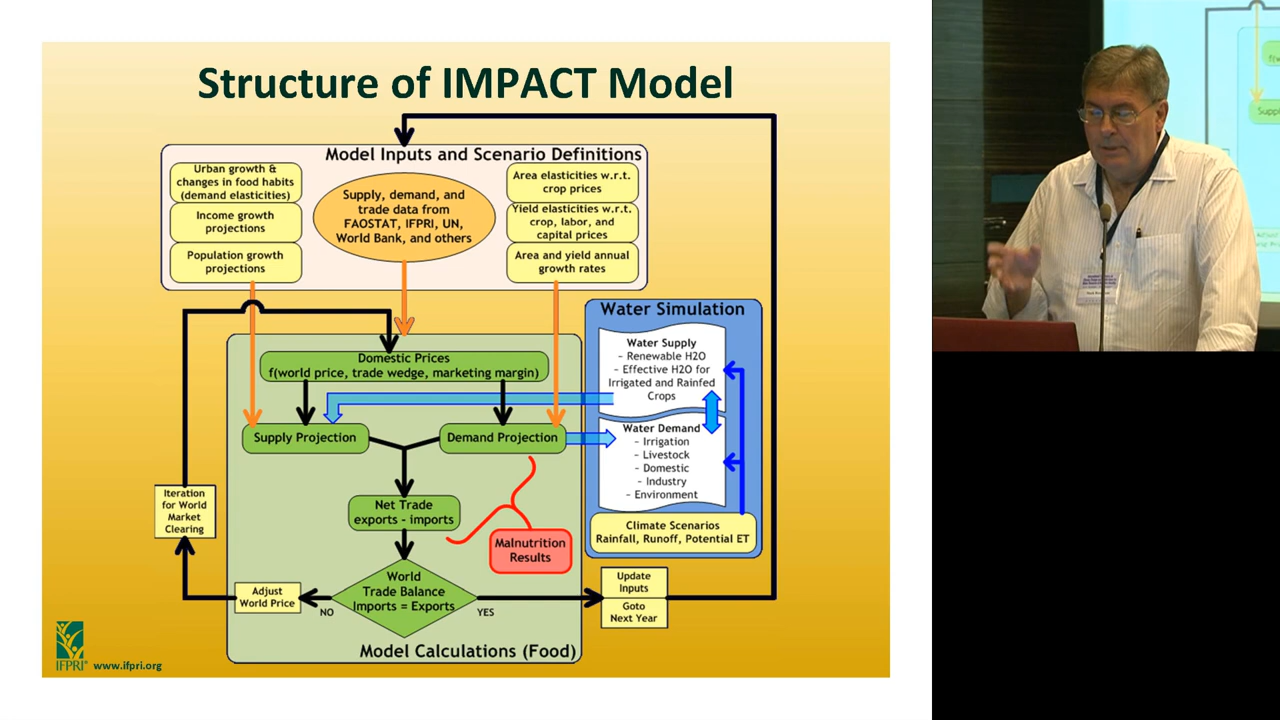 Structure of IMPACT Model
Model Inputs and Scenario Definitions
Urban growth &
changes in food habits
(demand elasticities)
Income growth
projections
Population growth
projections
Supply, demand, and
trade data from
FAOSTAT, IFPRI, UN,
World Bank, and others
Area elasticities w.r.t.
crop prices
Yield elasticities w.r.t.
crop, labor, and
capital prices
Area and yield annual
growth rates
Water Simulation
Water Supply
– Renewable H2O
– Effective H2O for
Irrigated and Rainfed
Crops
Water Demand
– Irrigation
– Livestock
– Domestic
– Industry
– Environment
Climate Scenarios
Rainfall, Runoff, Potential ET
Domestic Prices
f(world price, trade wedge, marketing margin)
Supply Projection
Demand Projection
Net Trade
exports – imports
Malnutrition
Results
World
Trade Balance
Imports = Exports
NO
YES
Iteration
for World
Market
Clearing
Adjust
World Price
Update
Inputs
Goto
Next Year
Model Calculations (Food)
IFPRI®
www.ifpri.org